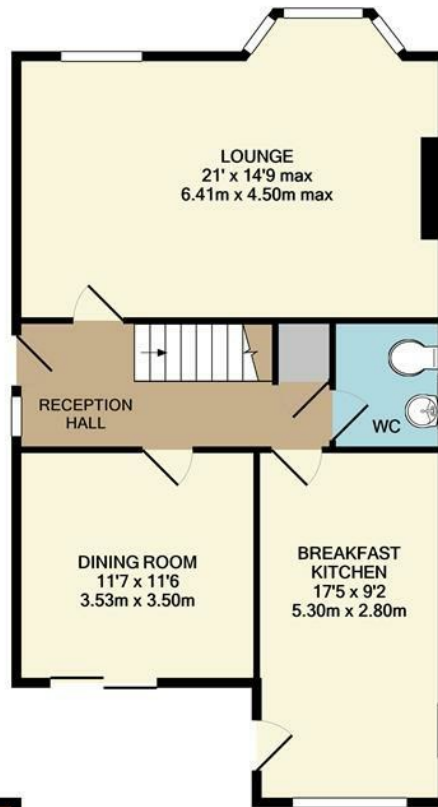 LOUNGE
21' x 14'9 max
6.41m x 4.50m max
RECEPTION
HALL
WC
DINING ROOM
11'7 x 11'6
3.53m x 3.50m
BREAKFAST
KITCHEN
17'5 x 9'2
5.30m x 2.80m